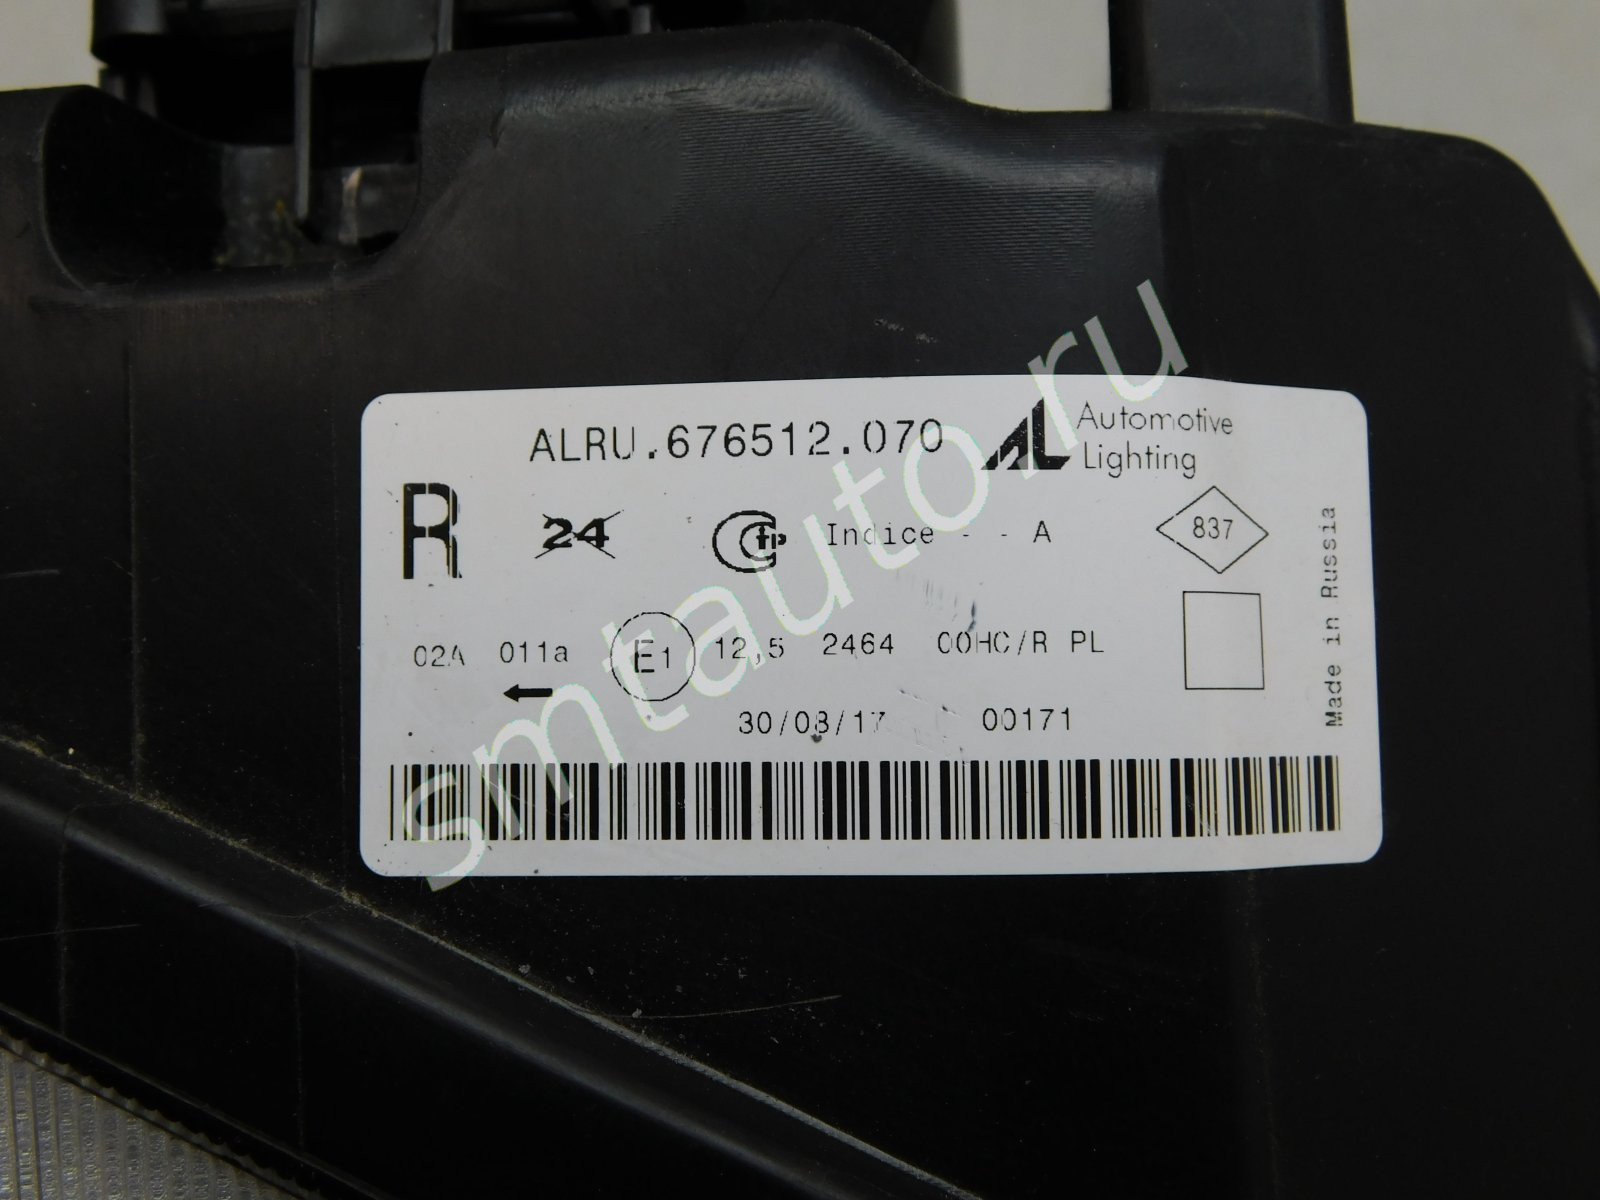 ALRU.676512.070
Automotive
Lighting
R 24 Indice - - A 837
02A 011a E1 12,5 2464 00HC/R PL
30/08/17 00171
Made in Russia
smtauto.ru